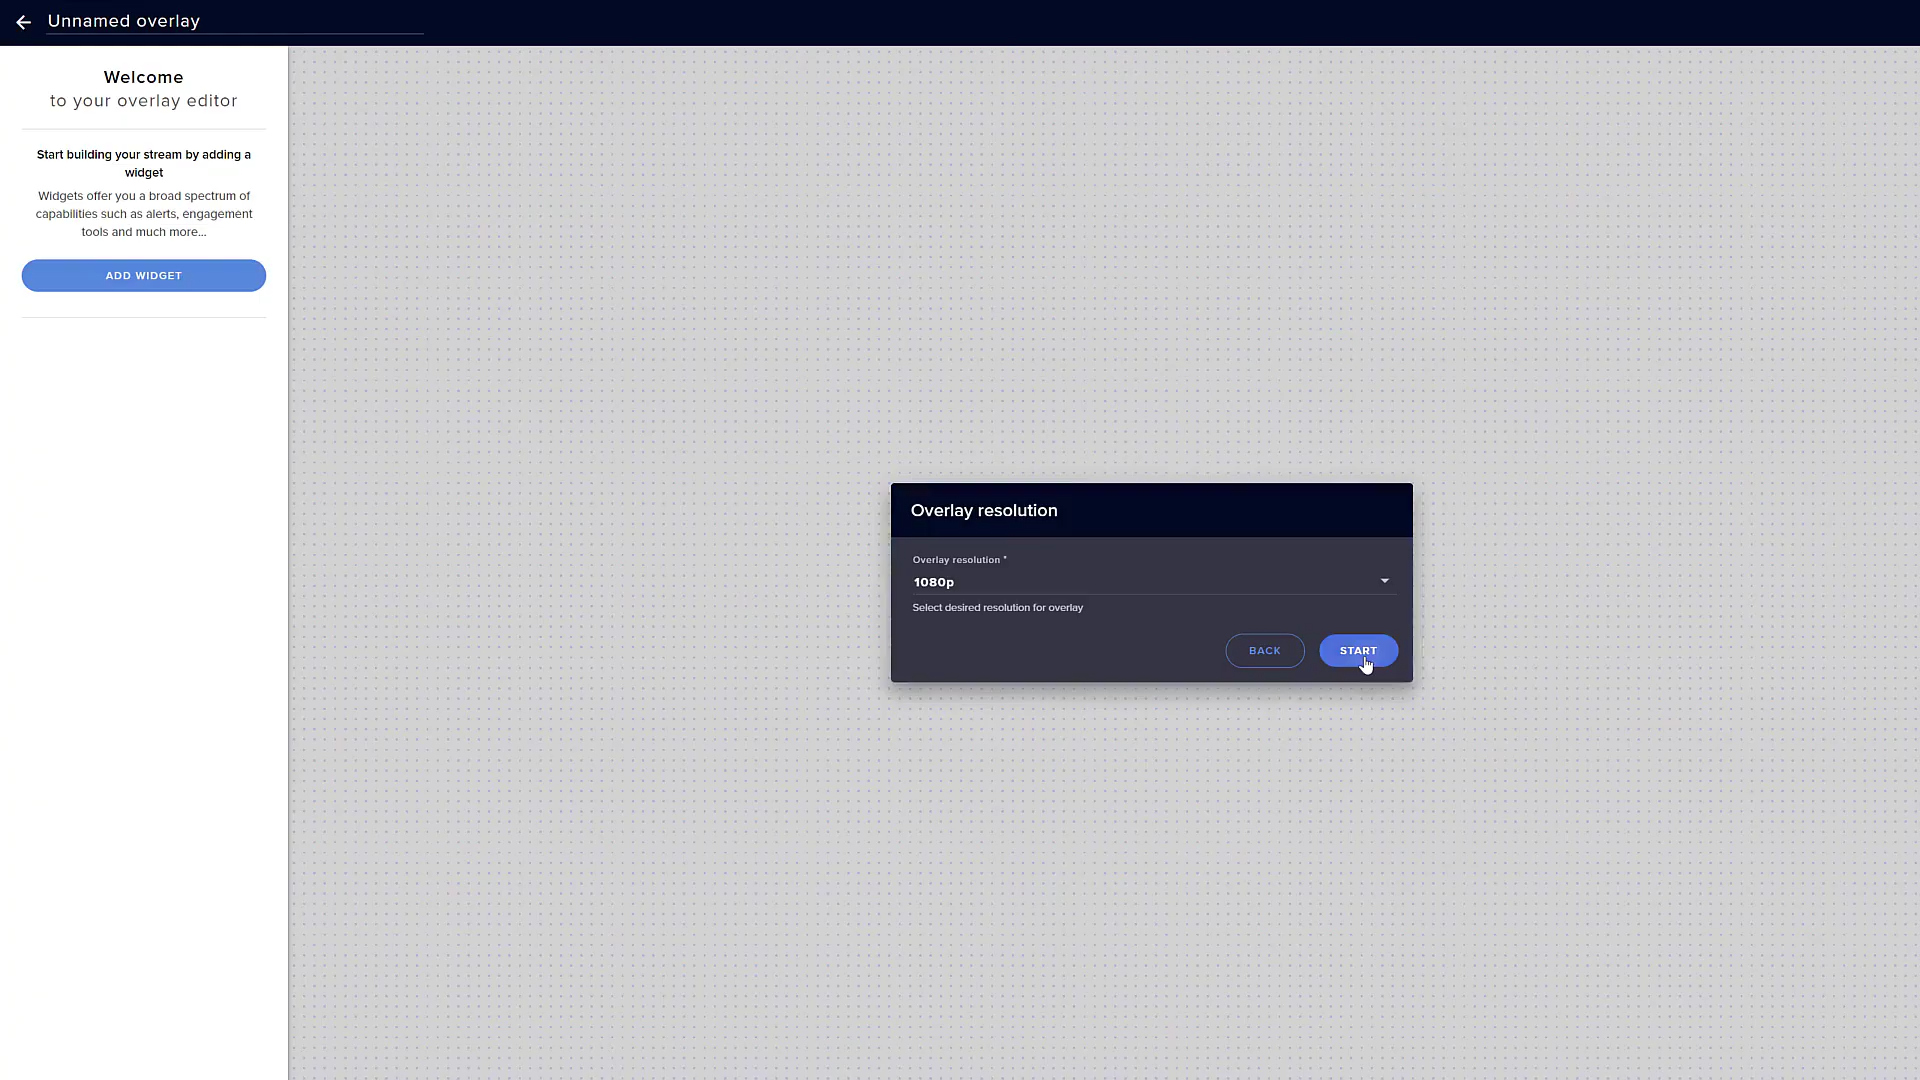 Unnamed overlay
Welcome
to your overlay editor
Start building your stream by adding a
widget
Widgets offer you a broad spectrum of
capabilities such as alerts, engagement
tools and much more...
ADD WIDGET
Overlay resolution
Overlay resolution *
1080p
Select desired resolution for overlay
BACK
START